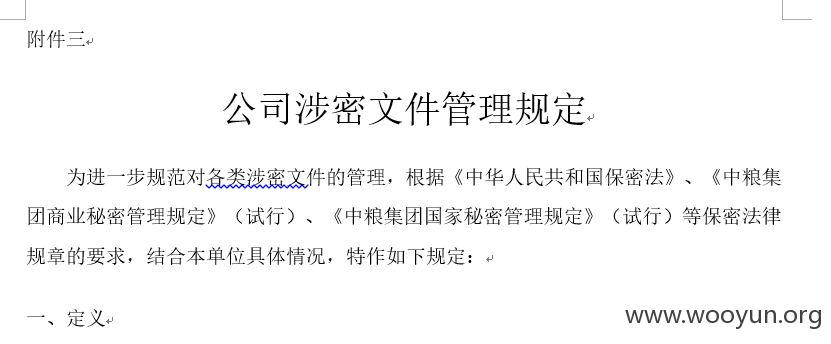 附件三
公司涉密文件管理规定
为进一步规范对各类涉密文件的管理，根据《中华人民共和国保密法》、《中粮集
团商业秘密管理规定》（试行）、《中粮集团国家秘密管理规定》（试行）等保密法律
规章的要求，结合本单位具体情况，特作如下规定：
一、定义
www.wooyun.org